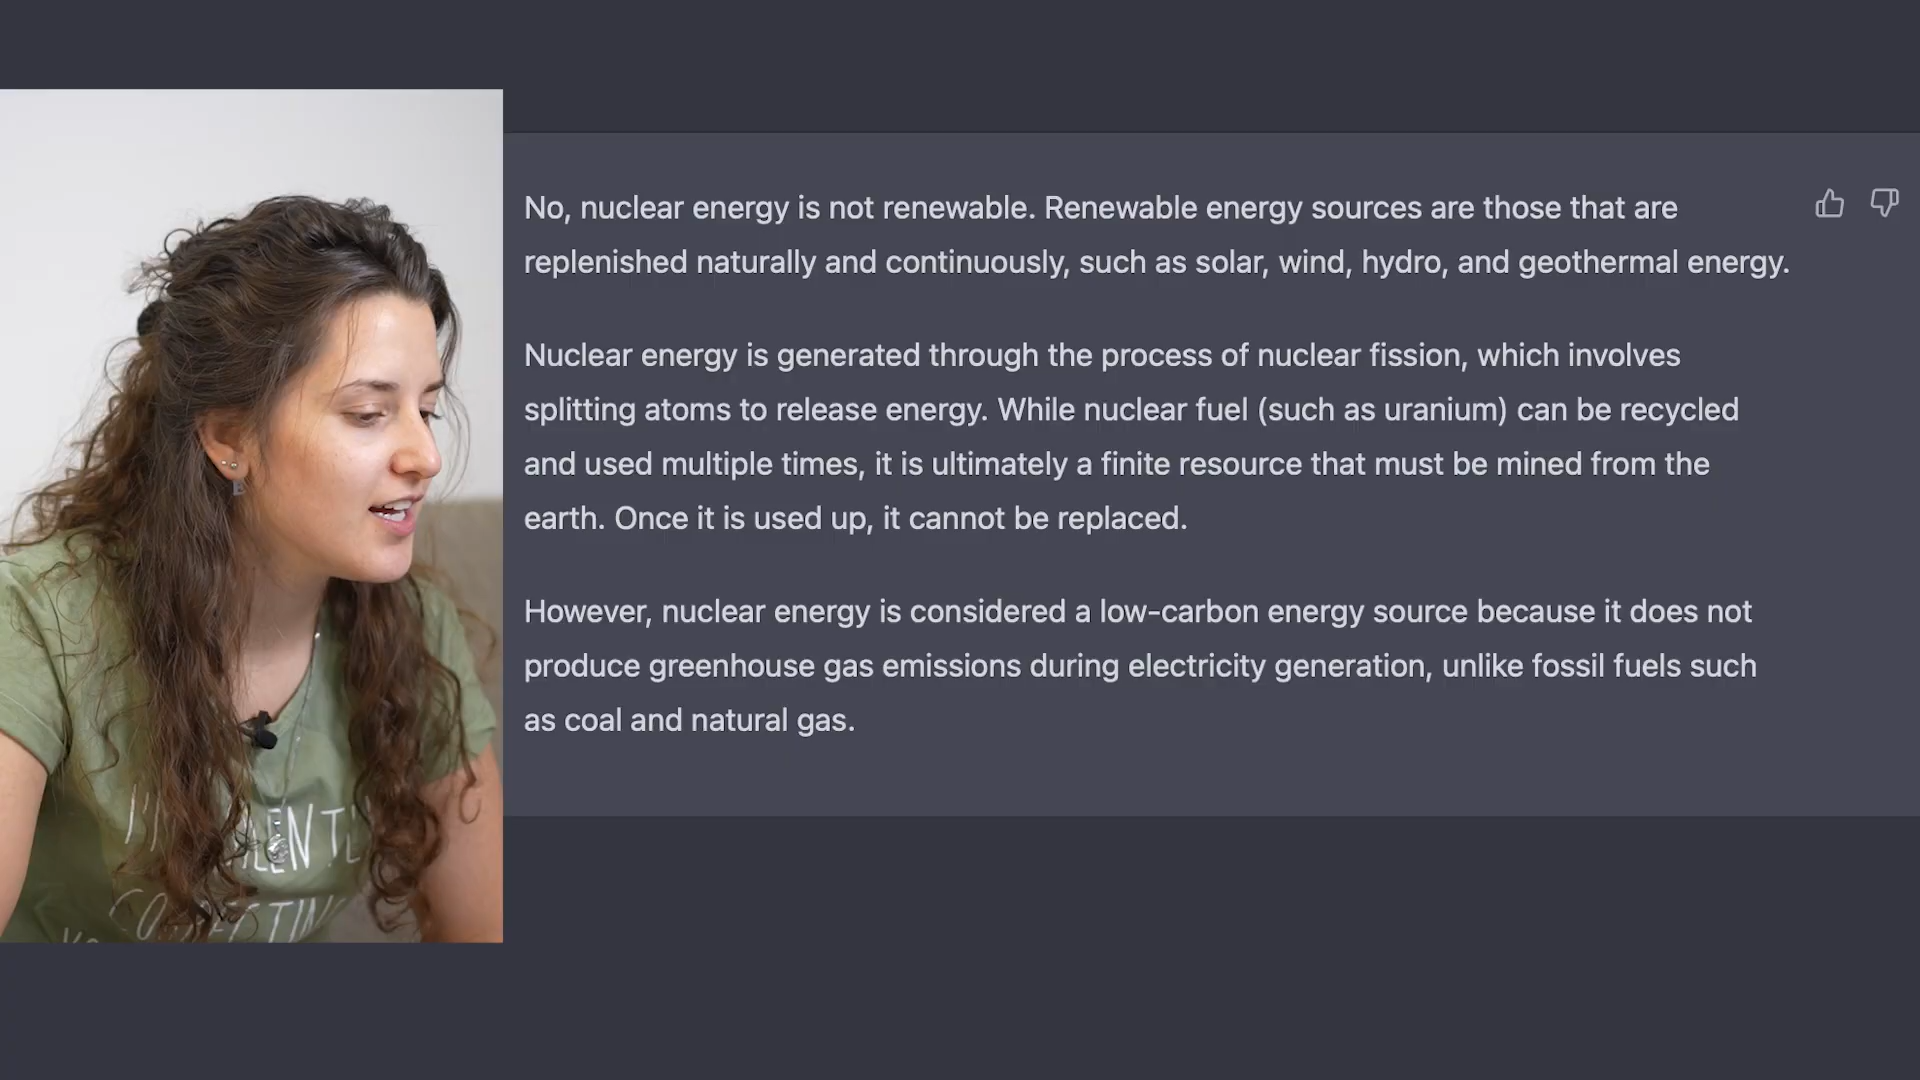 No, nuclear energy is not renewable. Renewable energy sources are those that are
replenished naturally and continuously, such as solar, wind, hydro, and geothermal energy.
Nuclear energy is generated through the process of nuclear fission, which involves
splitting atoms to release energy. While nuclear fuel (such as uranium) can be recycled
and used multiple times, it is ultimately a finite resource that must be mined from the
earth. Once it is used up, it cannot be replaced.
However, nuclear energy is considered a low-carbon energy source because it does not
produce greenhouse gas emissions during electricity generation, unlike fossil fuels such
as coal and natural gas.